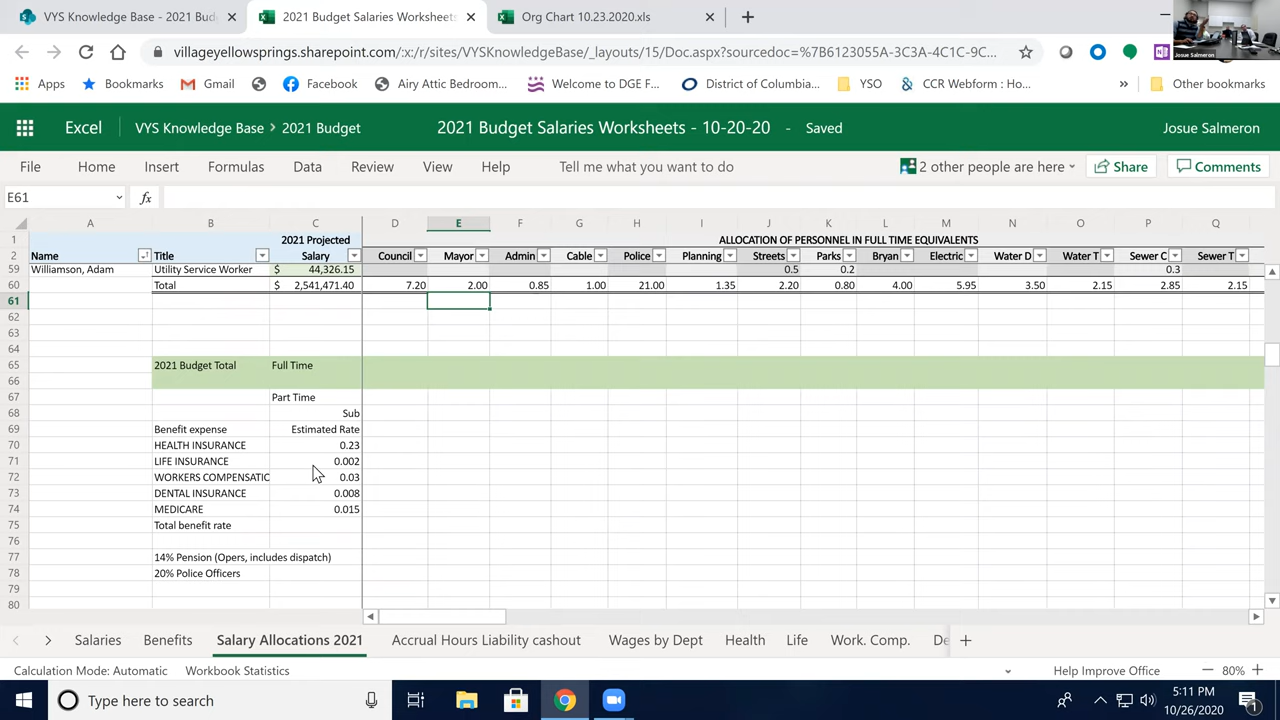 VYS Knowledge Base - 2021 Bud
2021 Budget Salaries Worksheets
Org Chart 10.23.2020.xls
Josue Salmeron
villageyellowsprings.sharepoint.com/:x:/r/sites/VYSKnowledgeBase/_layouts/15/Doc.aspx?sourcedoc=%7B6123055A-3C3A-4C1C-9C...
Apps Bookmarks Gmail Facebook Airy Attic Bedroom... Welcome to DGE F... District of Columbia... YSO CCR Webform : Ho... » Other bookmarks
Excel VYS Knowledge Base > 2021 Budget 2021 Budget Salaries Worksheets - 10-20-20 - Saved Josue Salmeron
File Home Insert Formulas Data Review View Help Tell me what you want to do 2 other people are here Share Comments
E61 fx
A B C D E F G H I J K L M N O P Q
1 2021 Projected ALLOCATION OF PERSONNEL IN FULL TIME EQUIVALENTS
2 Name Title Salary Council Mayor Admin Cable Police Planning Streets Parks Bryan Electric Water D Water T Sewer C Sewer T
59 Williamson, Adam Utility Service Worker $ 44,326.15 0.5 0.2 0.3
60 Total $ 2,541,471.40 7.20 2.00 0.85 1.00 21.00 1.35 2.20 0.80 4.00 5.95 3.50 2.15 2.85 2.15
61
62
63
64
65 2021 Budget Total Full Time
66
67 Part Time
68 Sub
69 Benefit expense Estimated Rate
70 HEALTH INSURANCE 0.23
71 LIFE INSURANCE 0.002
72 WORKERS COMPENSATIC 0.03
73 DENTAL INSURANCE 0.008
74 MEDICARE 0.015
75 Total benefit rate
76
77 14% Pension (Opers, includes dispatch)
78 20% Police Officers
79
80
Salaries Benefits Salary Allocations 2021 Accrual Hours Liability cashout Wages by Dept Health Life Work. Comp. De
Calculation Mode: Automatic Workbook Statistics Help Improve Office 80%
Type here to search
5:11 PM
10/26/2020
1